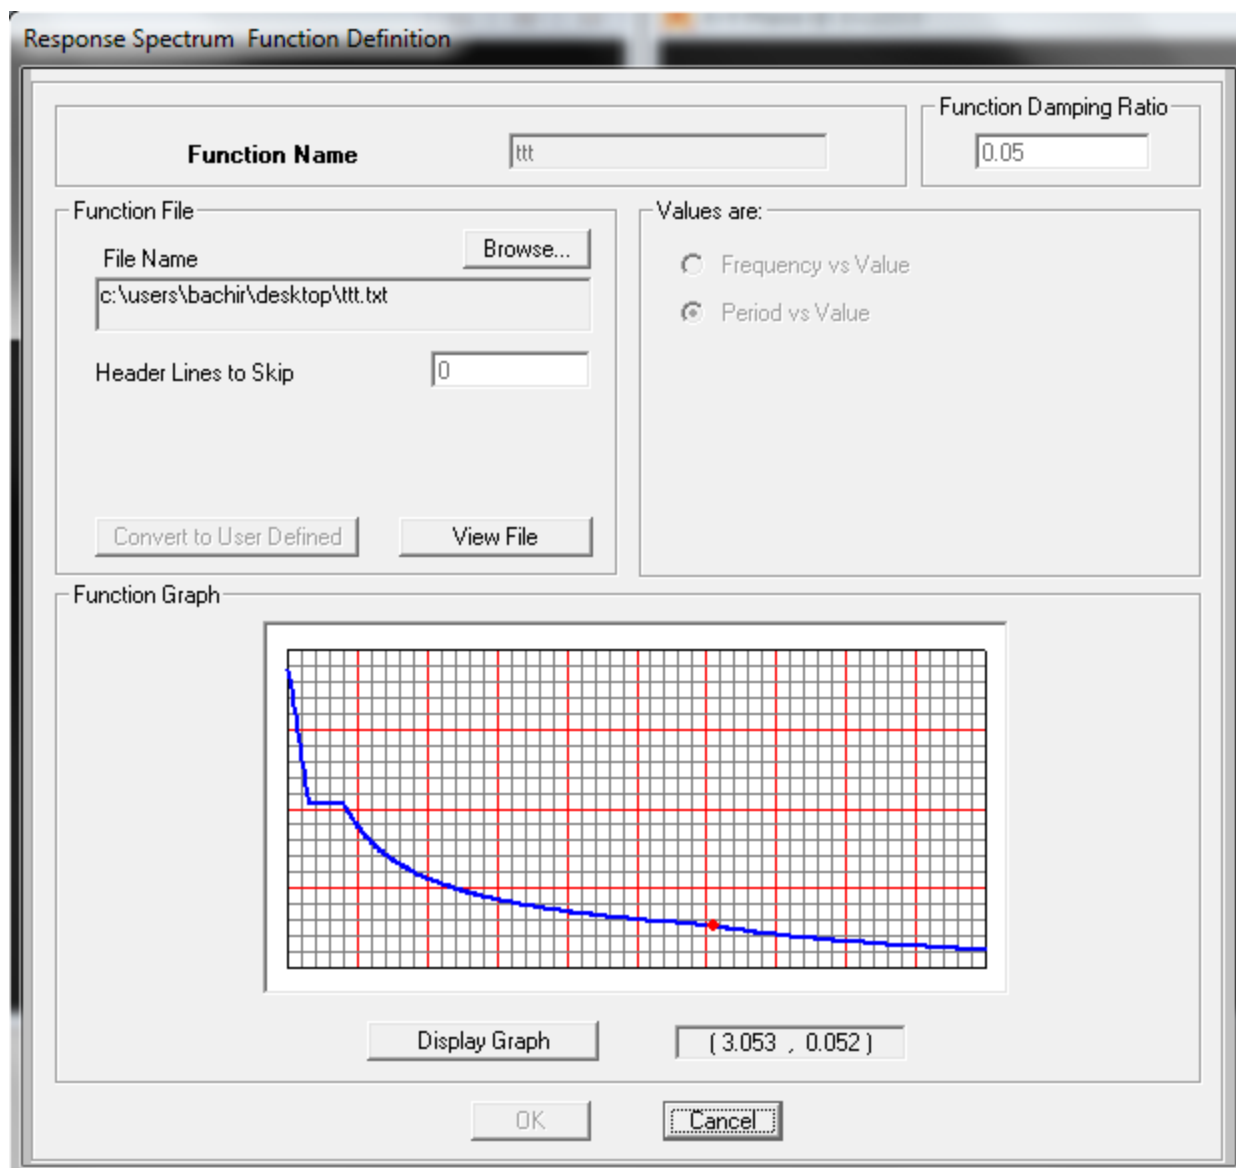 Response Spectrum Function Definition
Function Damping Ratio
Function Name
ttt
0.05
Function File
Values are:
File Name
Browse...
Frequency vs Value
c:\users\bachir\desktop\ttt.txt
Period vs Value
Header Lines to Skip
0
Convert to User Defined
View File
Function Graph
Display Graph
( 3.053 , 0.052 )
OK
Cancel